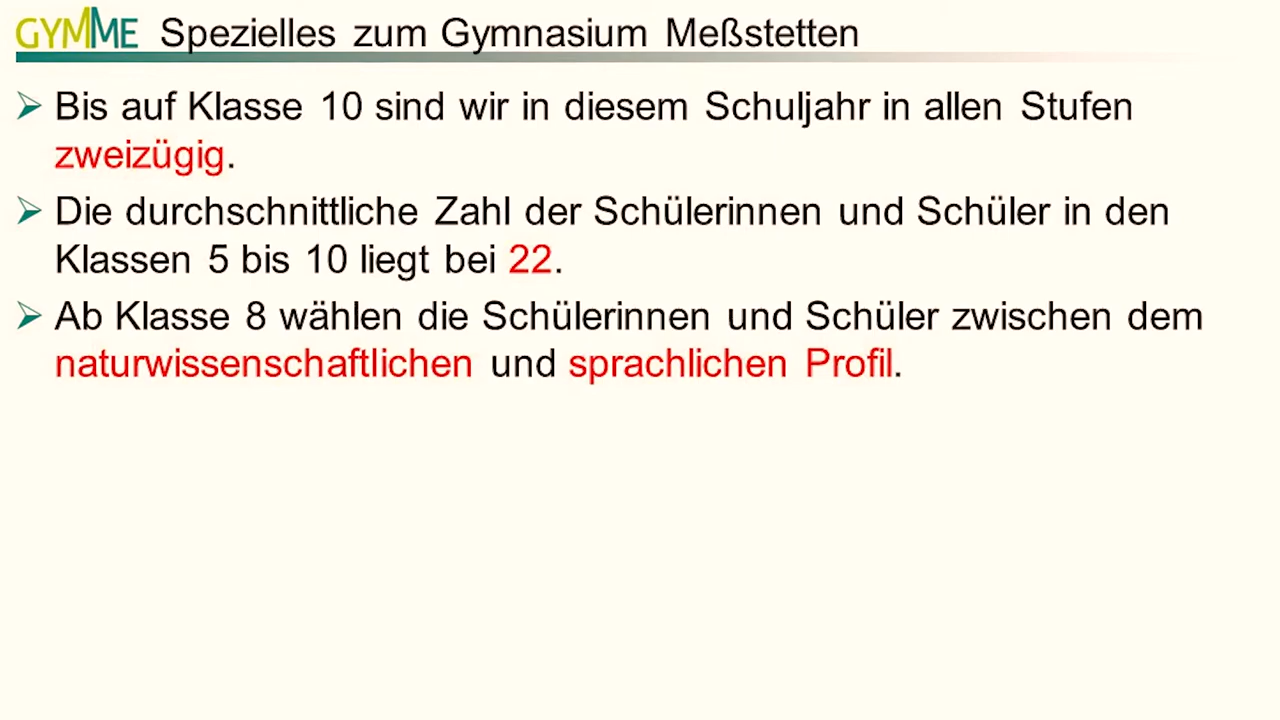 GYMME Spezielles zum Gymnasium Meßstetten
Bis auf Klasse 10 sind wir in diesem Schuljahr in allen Stufen
zweizügig.
Die durchschnittliche Zahl der Schülerinnen und Schüler in den
Klassen 5 bis 10 liegt bei 22.
Ab Klasse 8 wählen die Schülerinnen und Schüler zwischen dem
naturwissenschaftlichen und sprachlichen Profil.